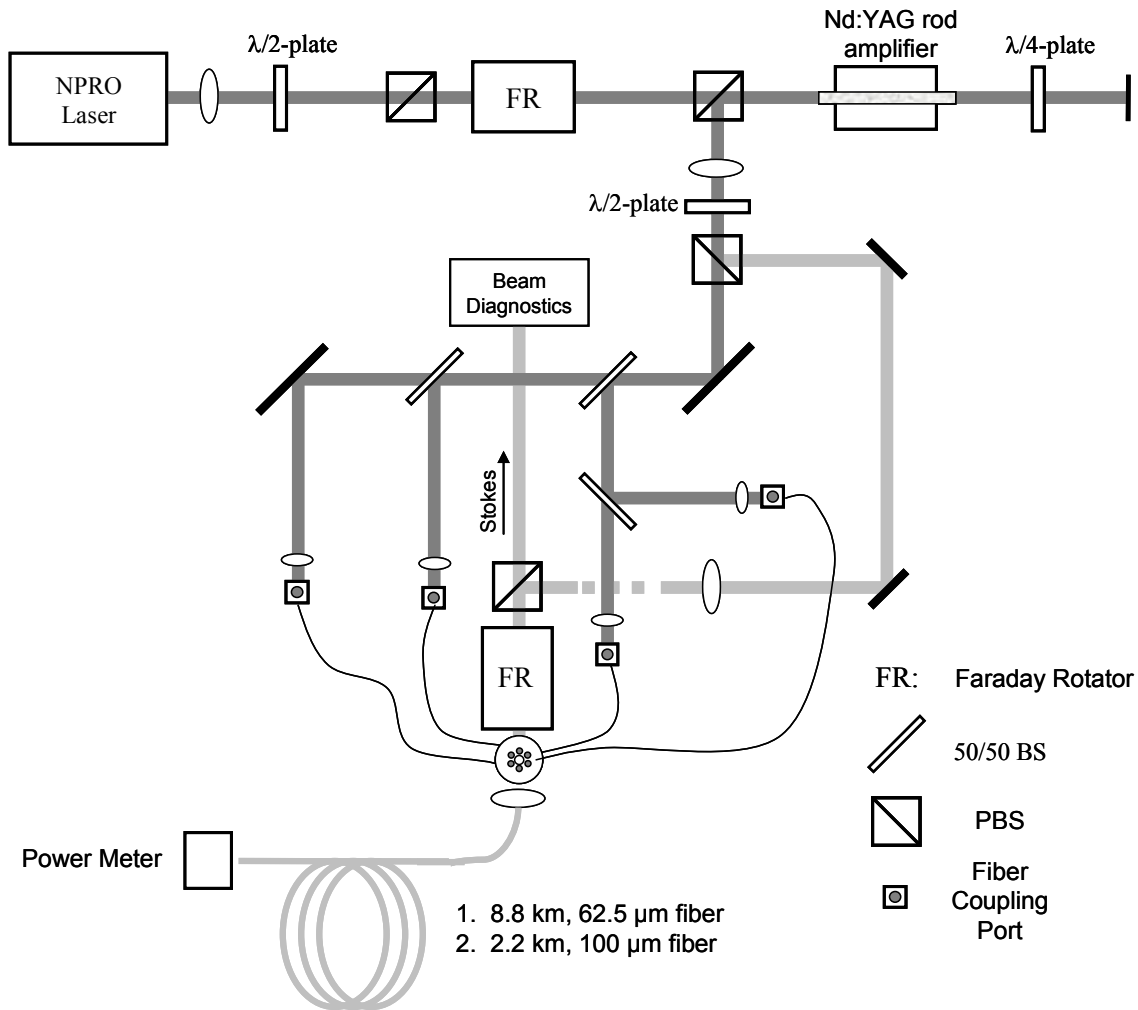 Nd:YAG rod
amplifier
λ/2-plate
λ/4-plate
NPRO
Laser
FR
λ/2-plate
Beam
Diagnostics
Stokes
FR
FR: Faraday Rotator
50/50 BS
PBS
Fiber
Coupling
Port
Power Meter
1. 8.8 km, 62.5 µm fiber
2. 2.2 km, 100 µm fiber